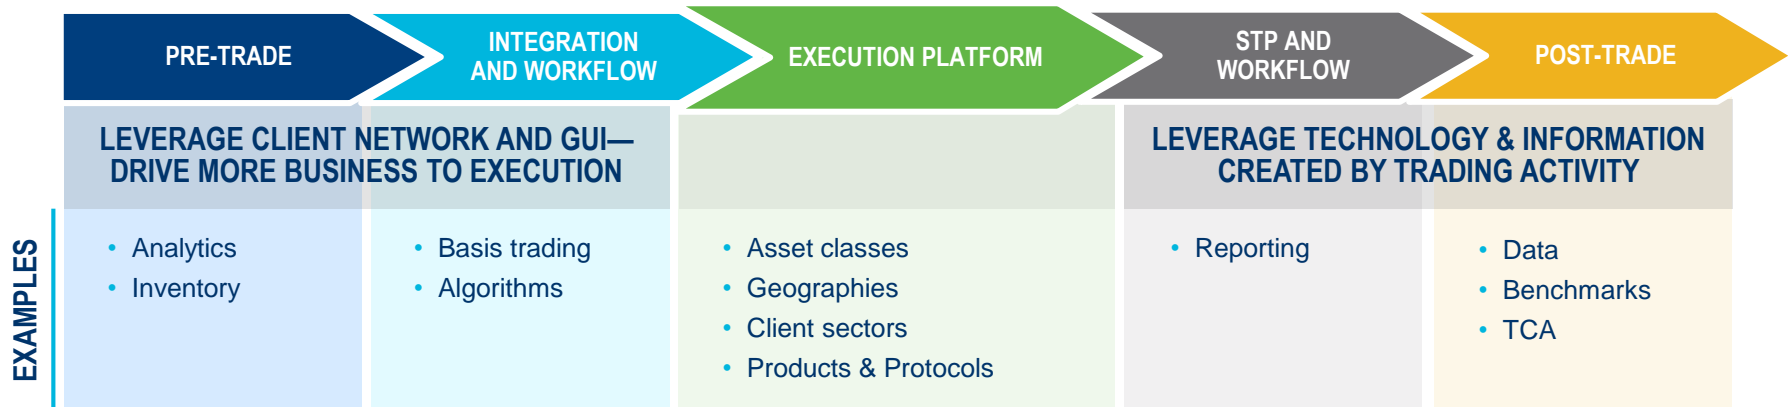 PRE-TRADE
INTEGRATION
AND WORKFLOW
EXECUTION PLATFORM
STP AND
WORKFLOW
POST-TRADE
LEVERAGE CLIENT NETWORK AND GUI—
DRIVE MORE BUSINESS TO EXECUTION
LEVERAGE TECHNOLOGY & INFORMATION
CREATED BY TRADING ACTIVITY
EXAMPLES
• Analytics
• Inventory
• Basis trading
• Algorithms
• Asset classes
• Geographies
• Client sectors
• Products & Protocols
• Reporting
• Data
• Benchmarks
• TCA